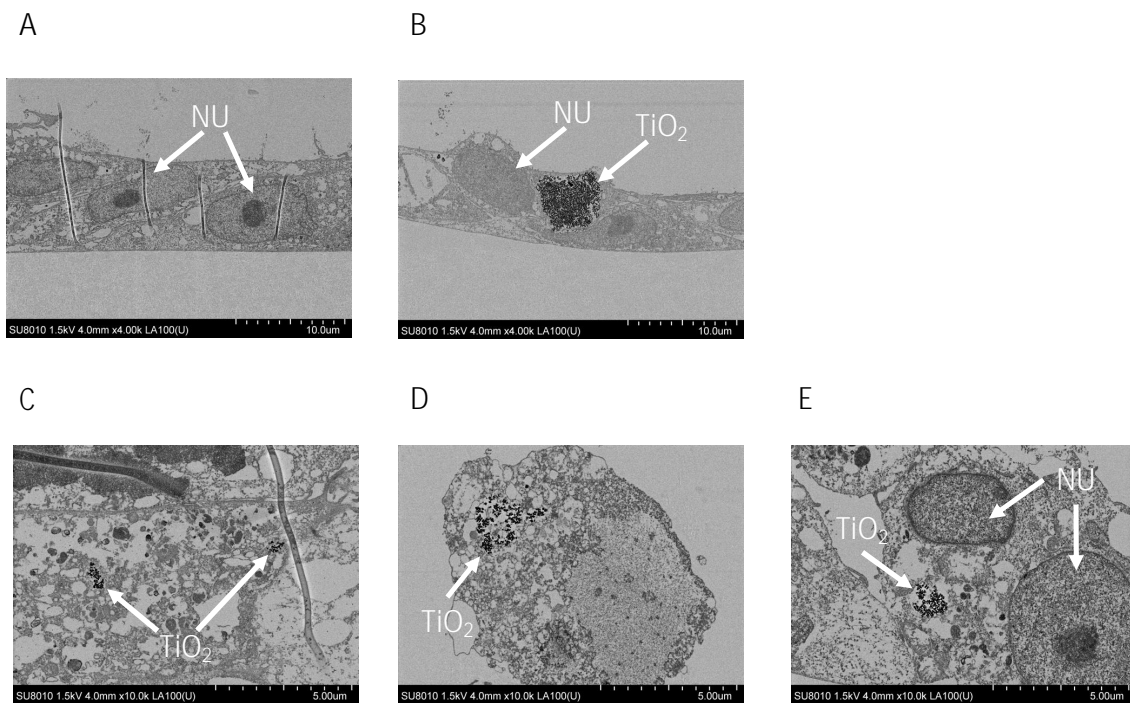 A
B
NU
NU
TiO₂
SU8010 1.5kV 4.0mm x4.00k LA100(U) 10.0um
SU8010 1.5kV 4.0mm x4.00k LA100(U) 10.0um
C
D
E
NU
TiO₂
TiO₂
TiO₂
SU8010 1.5kV 4.0mm x10.0k LA100(U) 5.00um
SU8010 1.5kV 4.0mm x10.0k LA100(U) 5.00um
SU8010 1.5kV 4.0mm x10.0k LA100(U) 5.00um